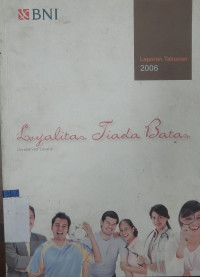 BNI
Laporan Tahunan
2006
Loyalitas Tiada Batas